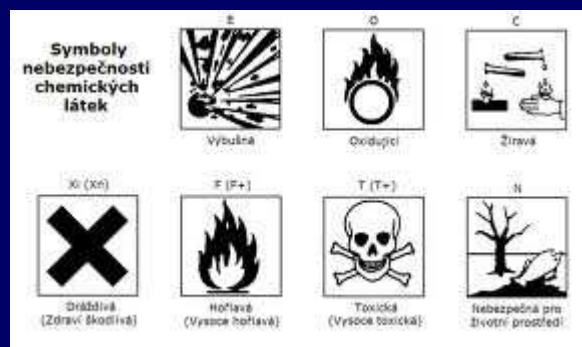 Symboly
nebezpečnosti
chemických
látek
E
O
C
Výbušná
Oxidující
Žíravá
Xi (Xn)
F (F+)
T (T+)
N
Dráždivá
(Zdraví škodlivá)
Hořlavá
(Vysoce hořlavá)
Toxická
(Vysoce toxická)
Nebezpečná pro
životní prostředí